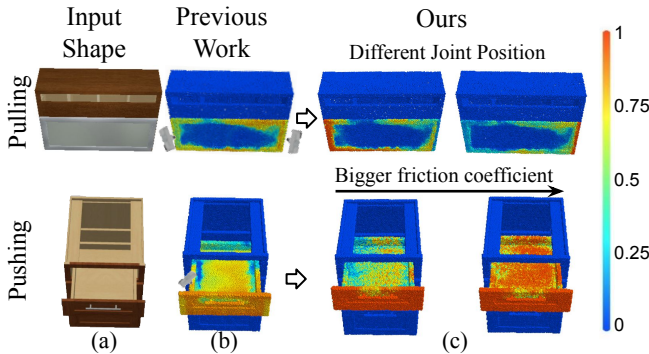 Input
Shape
Previous
Work
Ours
Different Joint Position
Pulling
Bigger friction coefficient
Pushing
(a)
(b)
(c)
1
0.75
0.5
0.25
0